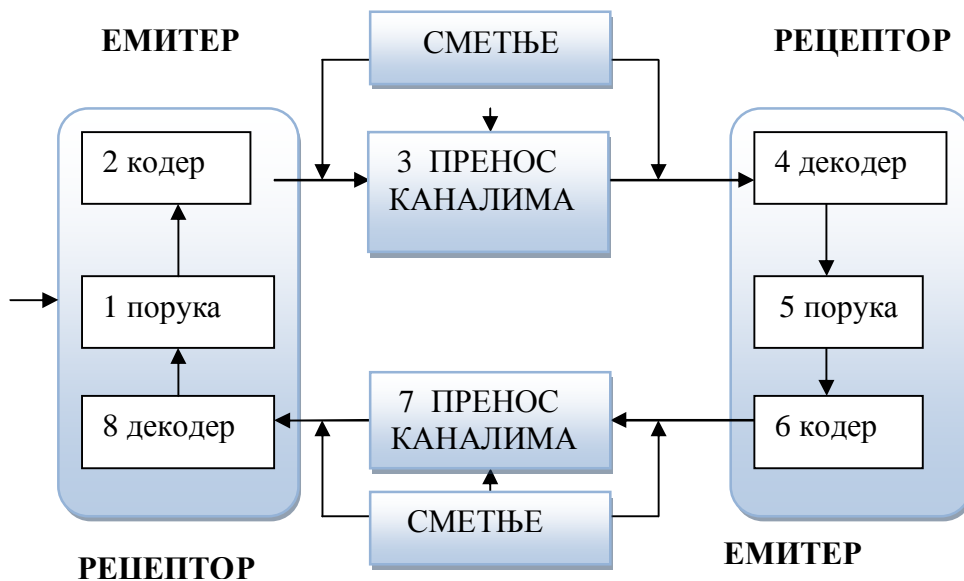 ЕМИТЕР
СМЕТЊЕ
РЕЦЕПТОР
2 кодер
3 ПРЕНОС
КАНАЛИМА
4 декодер
1 порука
5 порука
8 декодер
7 ПРЕНОС
КАНАЛИМА
6 кодер
СМЕТЊЕ
РЕЦЕПТОР
ЕМИТЕР